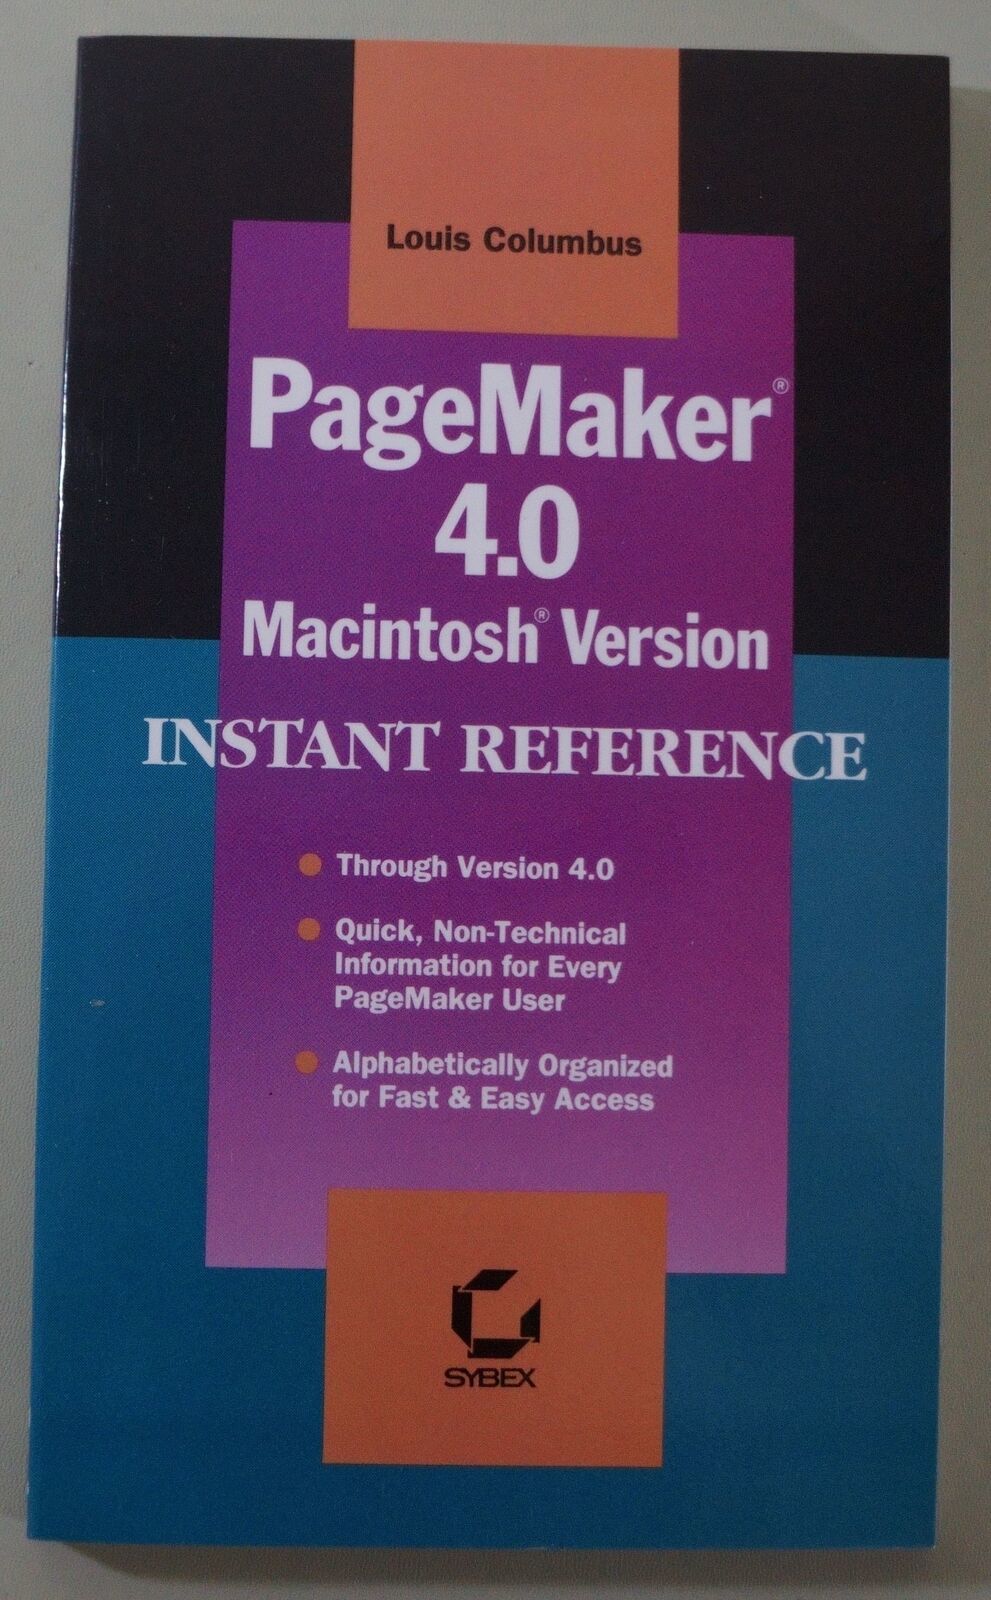 Louis Columbus
PageMaker®
4.0
Macintosh® Version
INSTANT REFERENCE
Through Version 4.0
Quick, Non-Technical
Information for Every
PageMaker User
Alphabetically Organized
for Fast & Easy Access
SYBEX